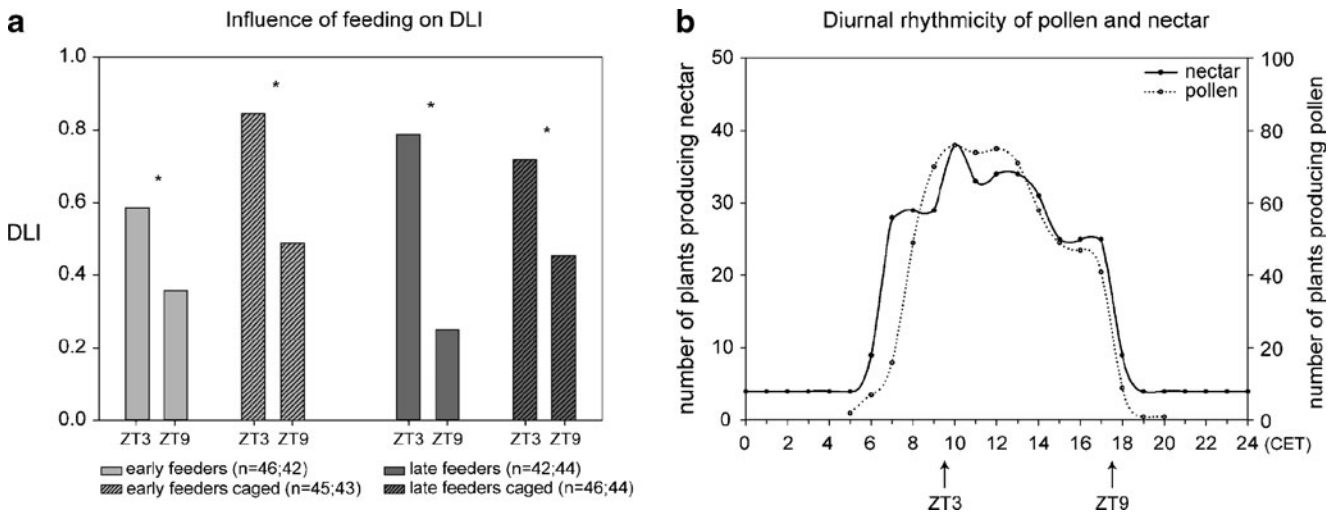 a
Influence of feeding on DLI
DLI
1.0
0.8
0.6
0.4
0.2
0.0
* * * *
ZT3 ZT9 ZT3 ZT9 ZT3 ZT9 ZT3 ZT9
early feeders (n=46;42) late feeders (n=42;44)
early feeders caged (n=45;43) late feeders caged (n=46;44)
b
Diurnal rhythmicity of pollen and nectar
number of plants producing nectar
50
40
30
20
10
0
nectar
pollen
number of plants producing pollen
100
80
60
40
20
0
0 2 4 6 8 10 12 14 16 18 20 22 24 (CET)
ZT3 ZT9